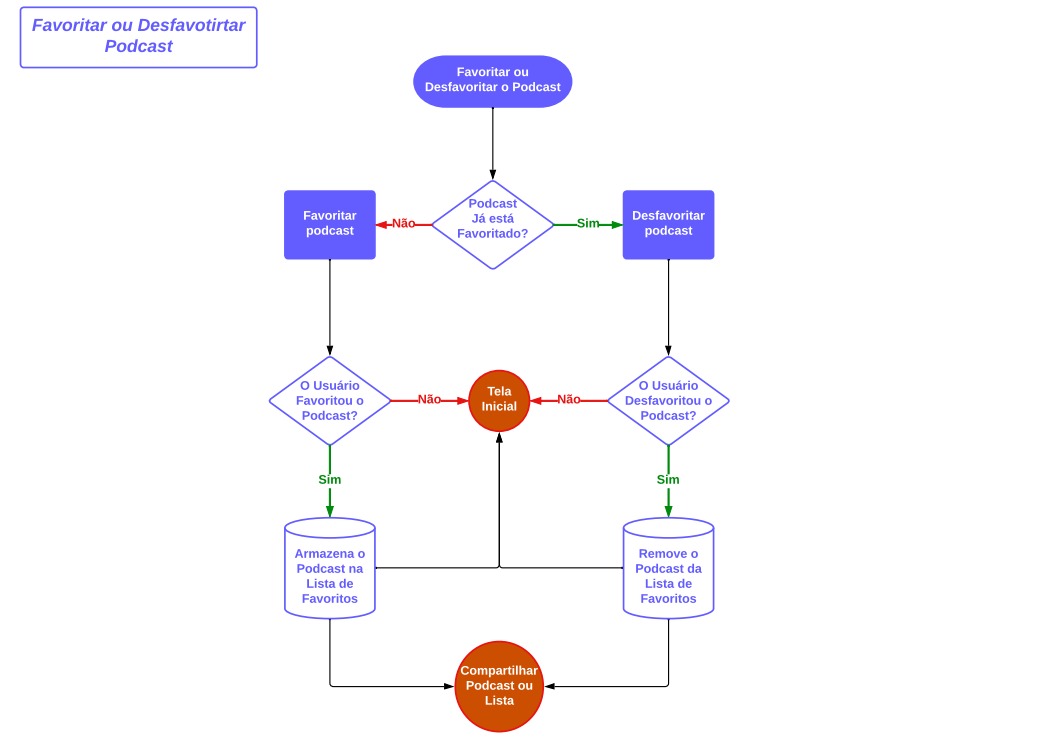 Favoritar ou Desfavotirtar
Podcast
Favoritar ou
Desfavoritar o Podcast
Podcast
Já está
Favoritado?
Favoritar
podcast
Não
Sim
Desfavoritar
podcast
O Usuário
Favoritou o
Podcast?
Não
Tela
Inicial
Não
O Usuário
Desfavoritou o
Podcast?
Sim
Sim
Armazena o
Podcast na
Lista de
Favoritos
Remove o
Podcast da
Lista de
Favoritos
Compartilhar
Podcast ou
Lista